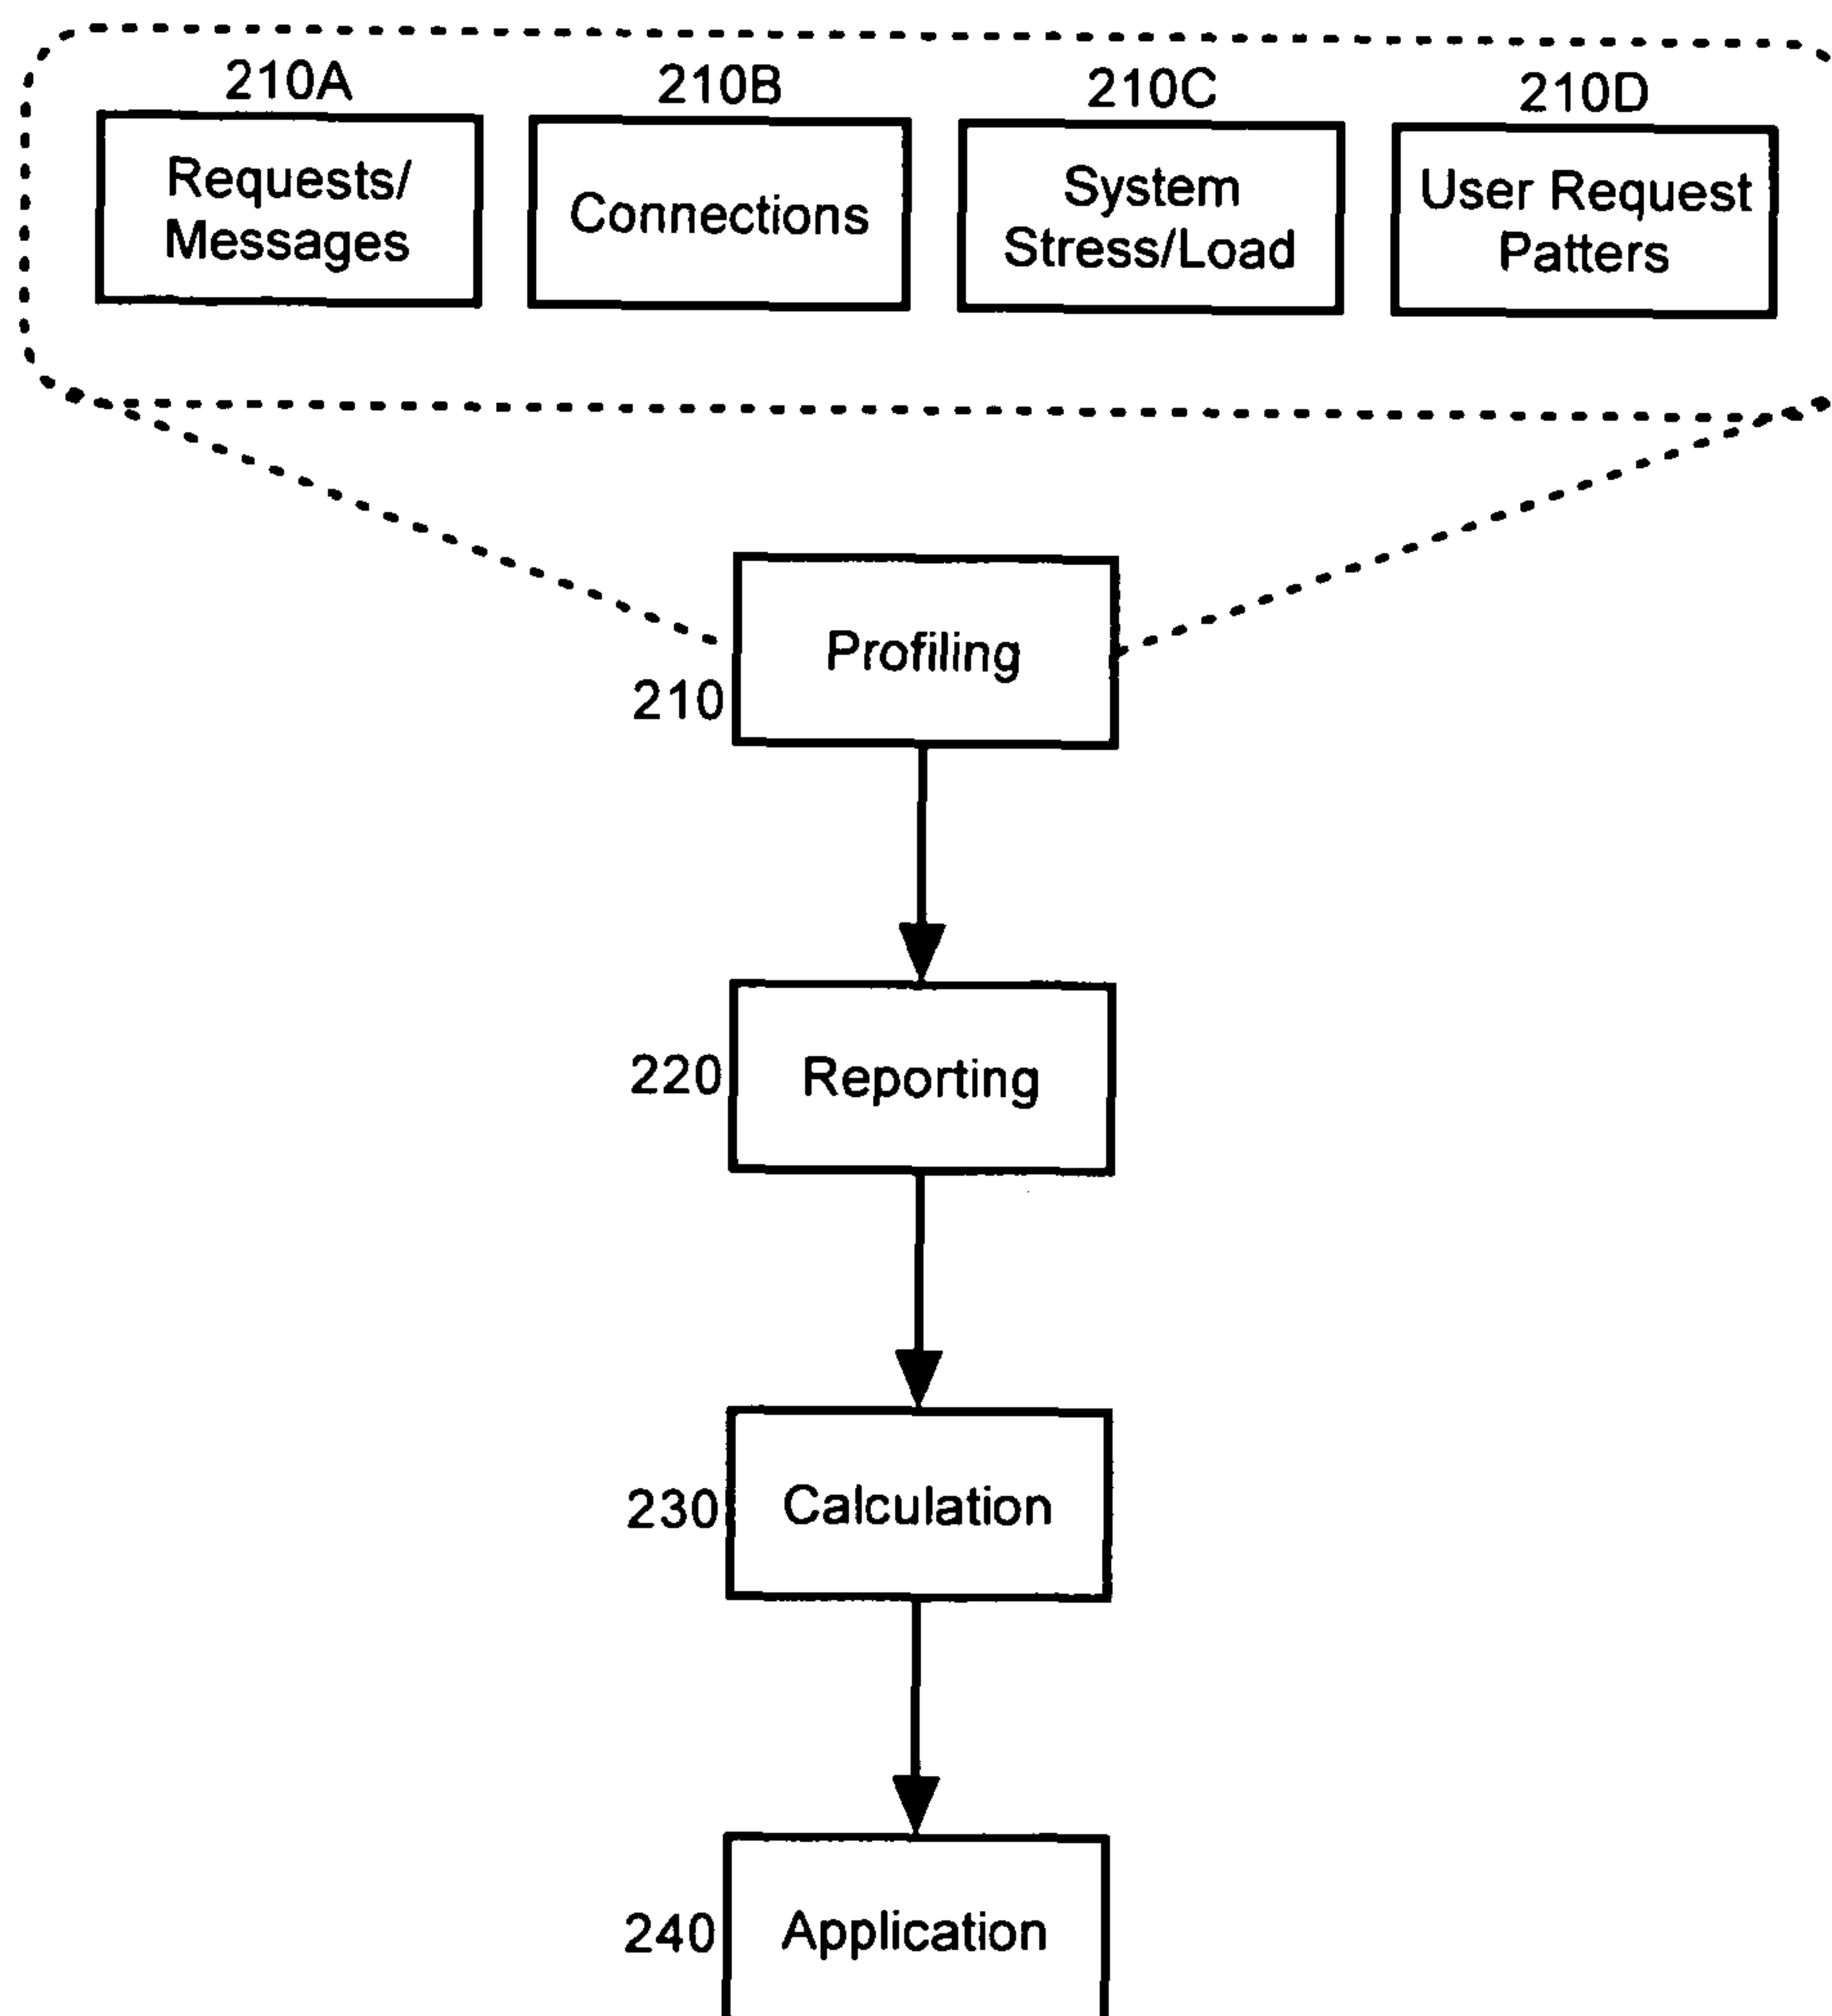 210A
210B
210C
210D
Requests/
Messages
Connections
System
Stress/Load
User Request
Patters
Profiling
210
220
Reporting
230
Calculation
240
Application